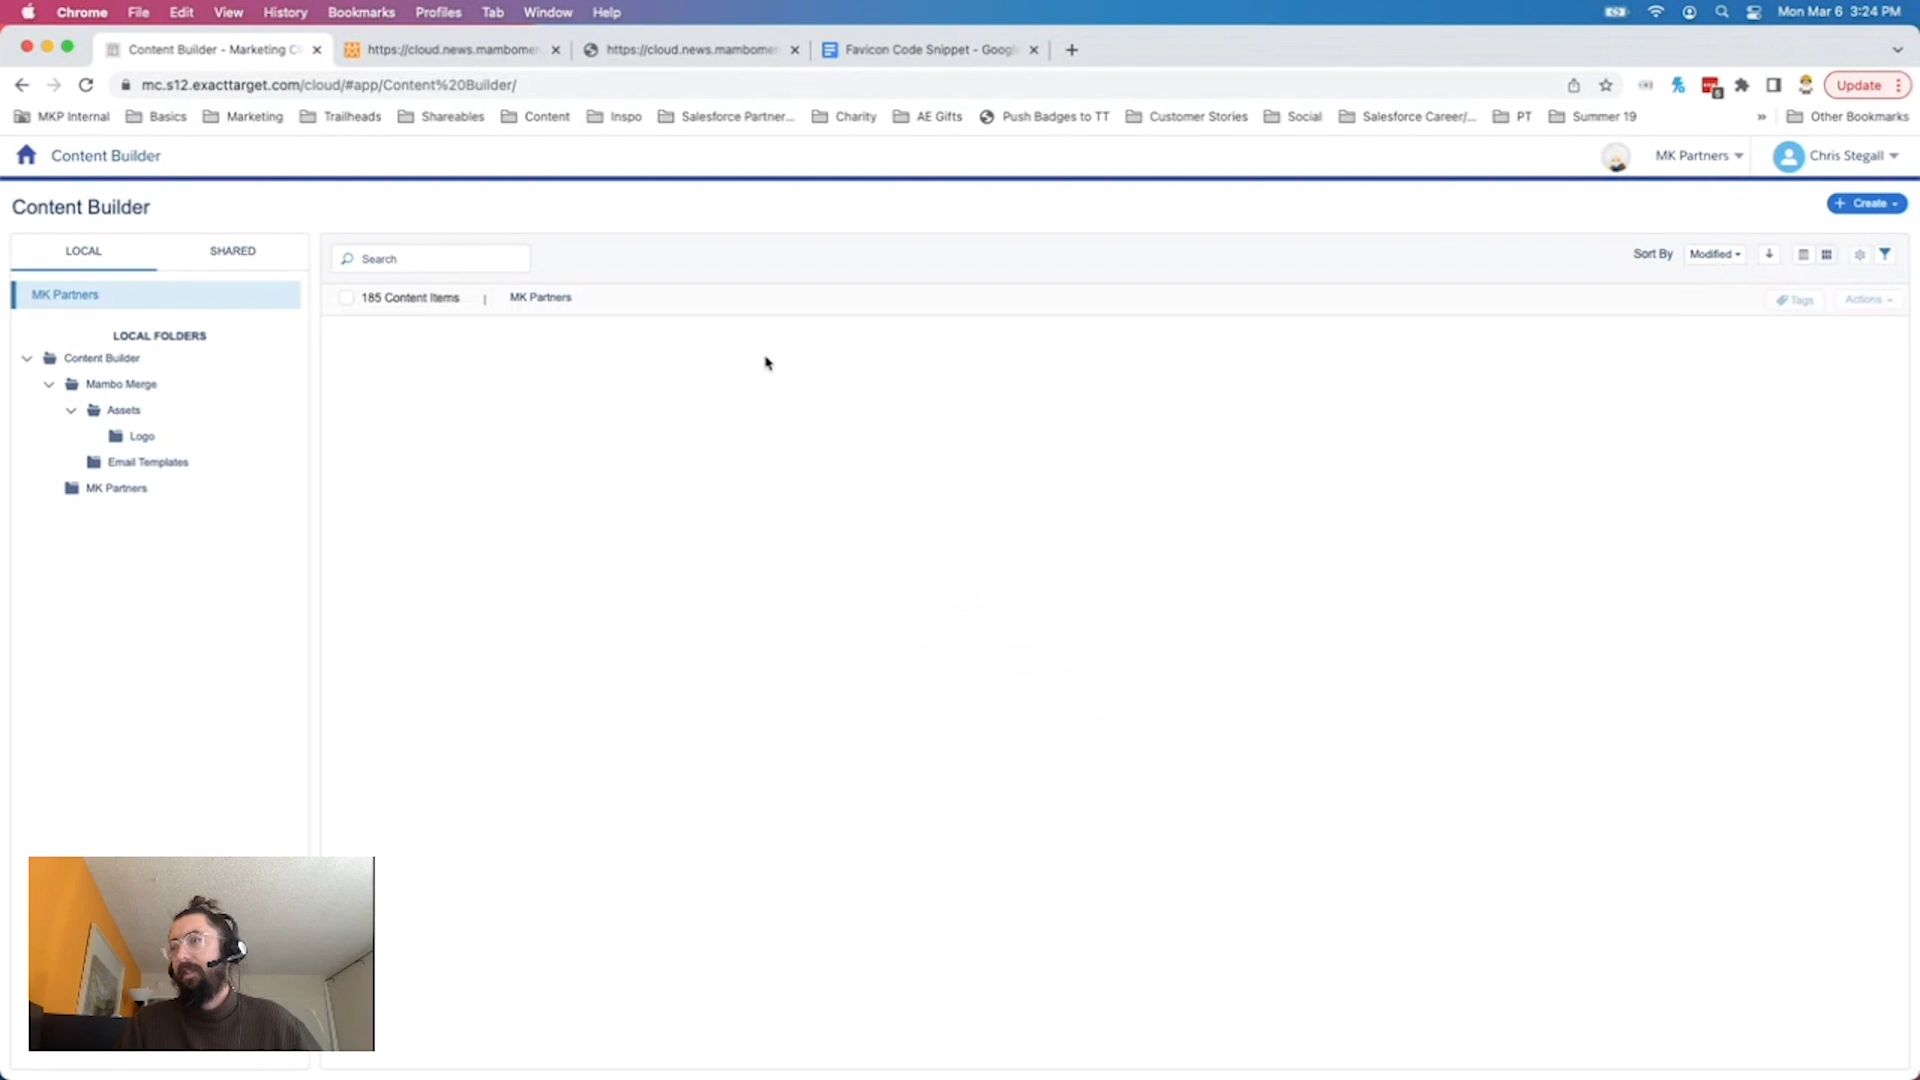 Chrome File Edit View History Bookmarks Profiles Tab Window Help Mon Mar 6 3:24 PM
Content Builder - Marketing Cl https://cloud.news.mambomer https://cloud.news.mambomer Favicon Code Snippet - Google
mc.s12.exacttarget.com/cloud/#app/Content%20Builder/ Update
MKP Internal Basics Marketing Trailheads Shareables Content Inspo Salesforce Partner... Charity AE Gifts Push Badges to TT Customer Stories Social Salesforce Career/... PT Summer 19 » Other Bookmarks
Content Builder MK Partners Chris Stegall
Content Builder + Create
LOCAL SHARED
Search Sort By Modified
MK Partners
185 Content Items | MK Partners Tags Actions
LOCAL FOLDERS
Content Builder
Mambo Merge
Assets
Logo
Email Templates
MK Partners